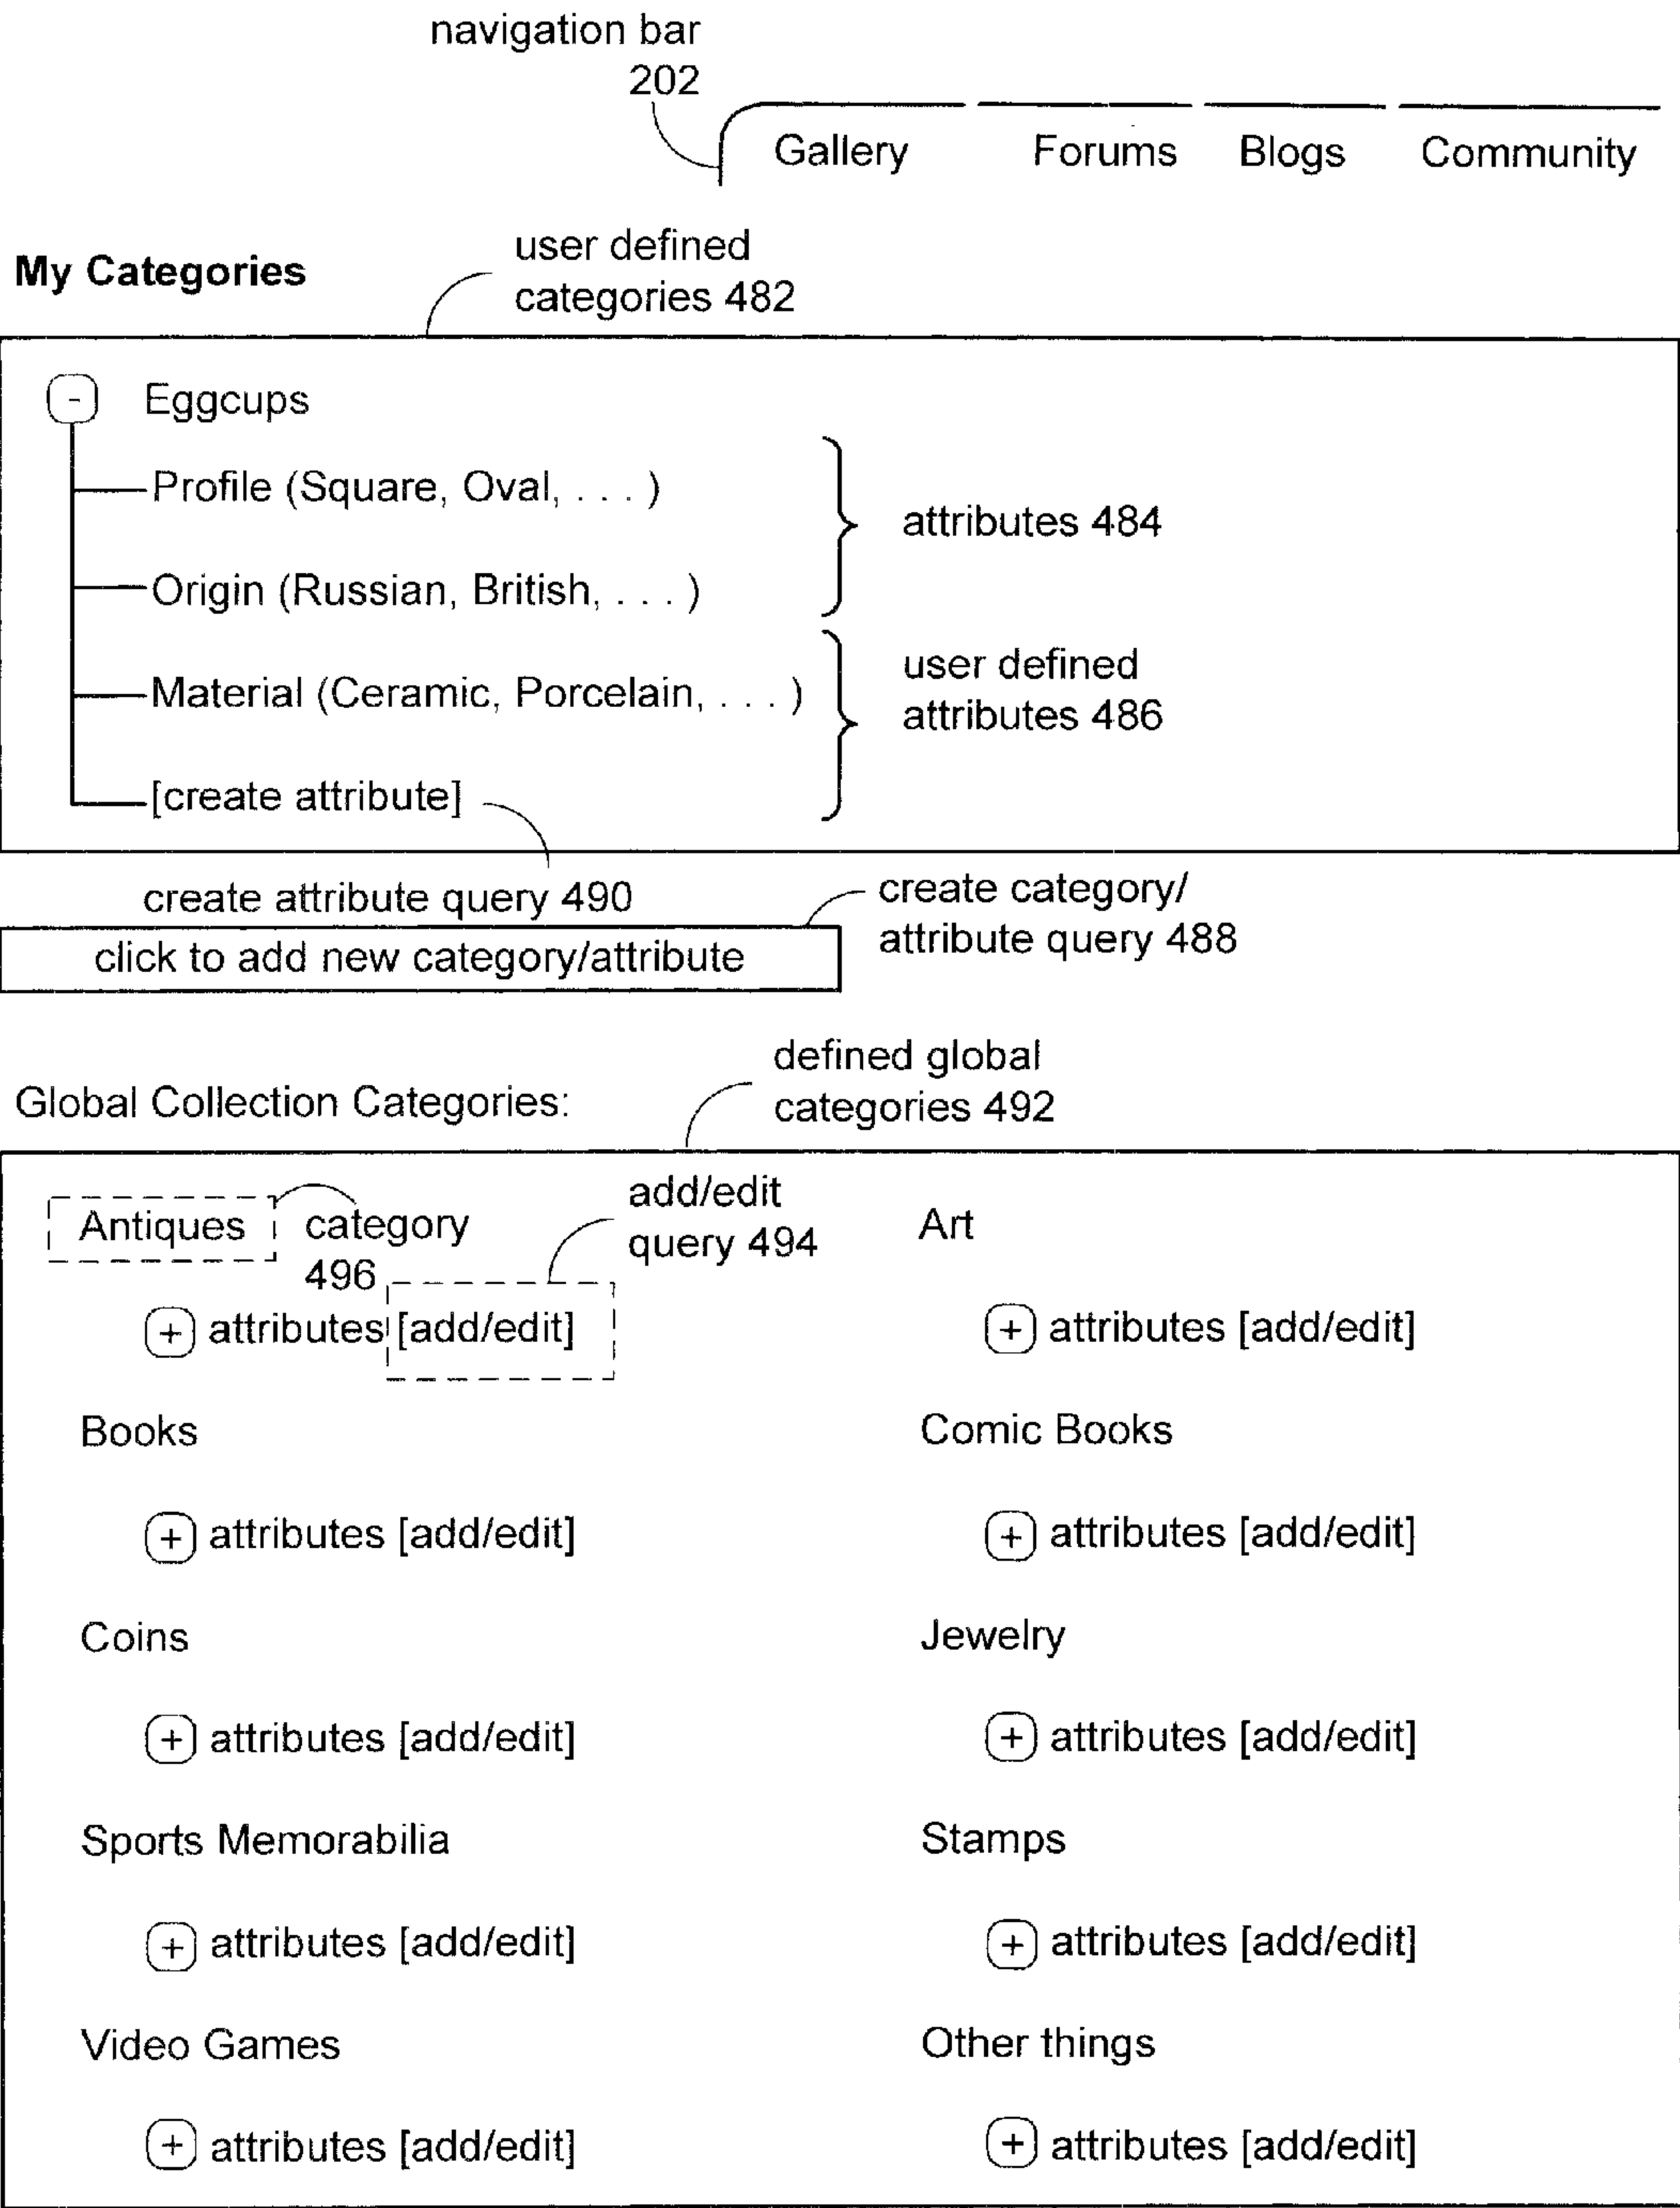 navigation bar
202
Gallery Forums Blogs Community
My Categories
user defined
categories 482
- Eggcups
Profile (Square, Oval, . . . )
Origin (Russian, British, . . . )
attributes 484
Material (Ceramic, Porcelain, . . . )
[create attribute]
user defined
attributes 486
create attribute query 490
create category/
attribute query 488
click to add new category/attribute
Global Collection Categories:
defined global
categories 492
Antiques
category
496
add/edit
query 494
+ attributes [add/edit]
Art
+ attributes [add/edit]
Books
+ attributes [add/edit]
Comic Books
+ attributes [add/edit]
Coins
+ attributes [add/edit]
Jewelry
+ attributes [add/edit]
Sports Memorabilia
+ attributes [add/edit]
Stamps
+ attributes [add/edit]
Video Games
+ attributes [add/edit]
Other things
+ attributes [add/edit]